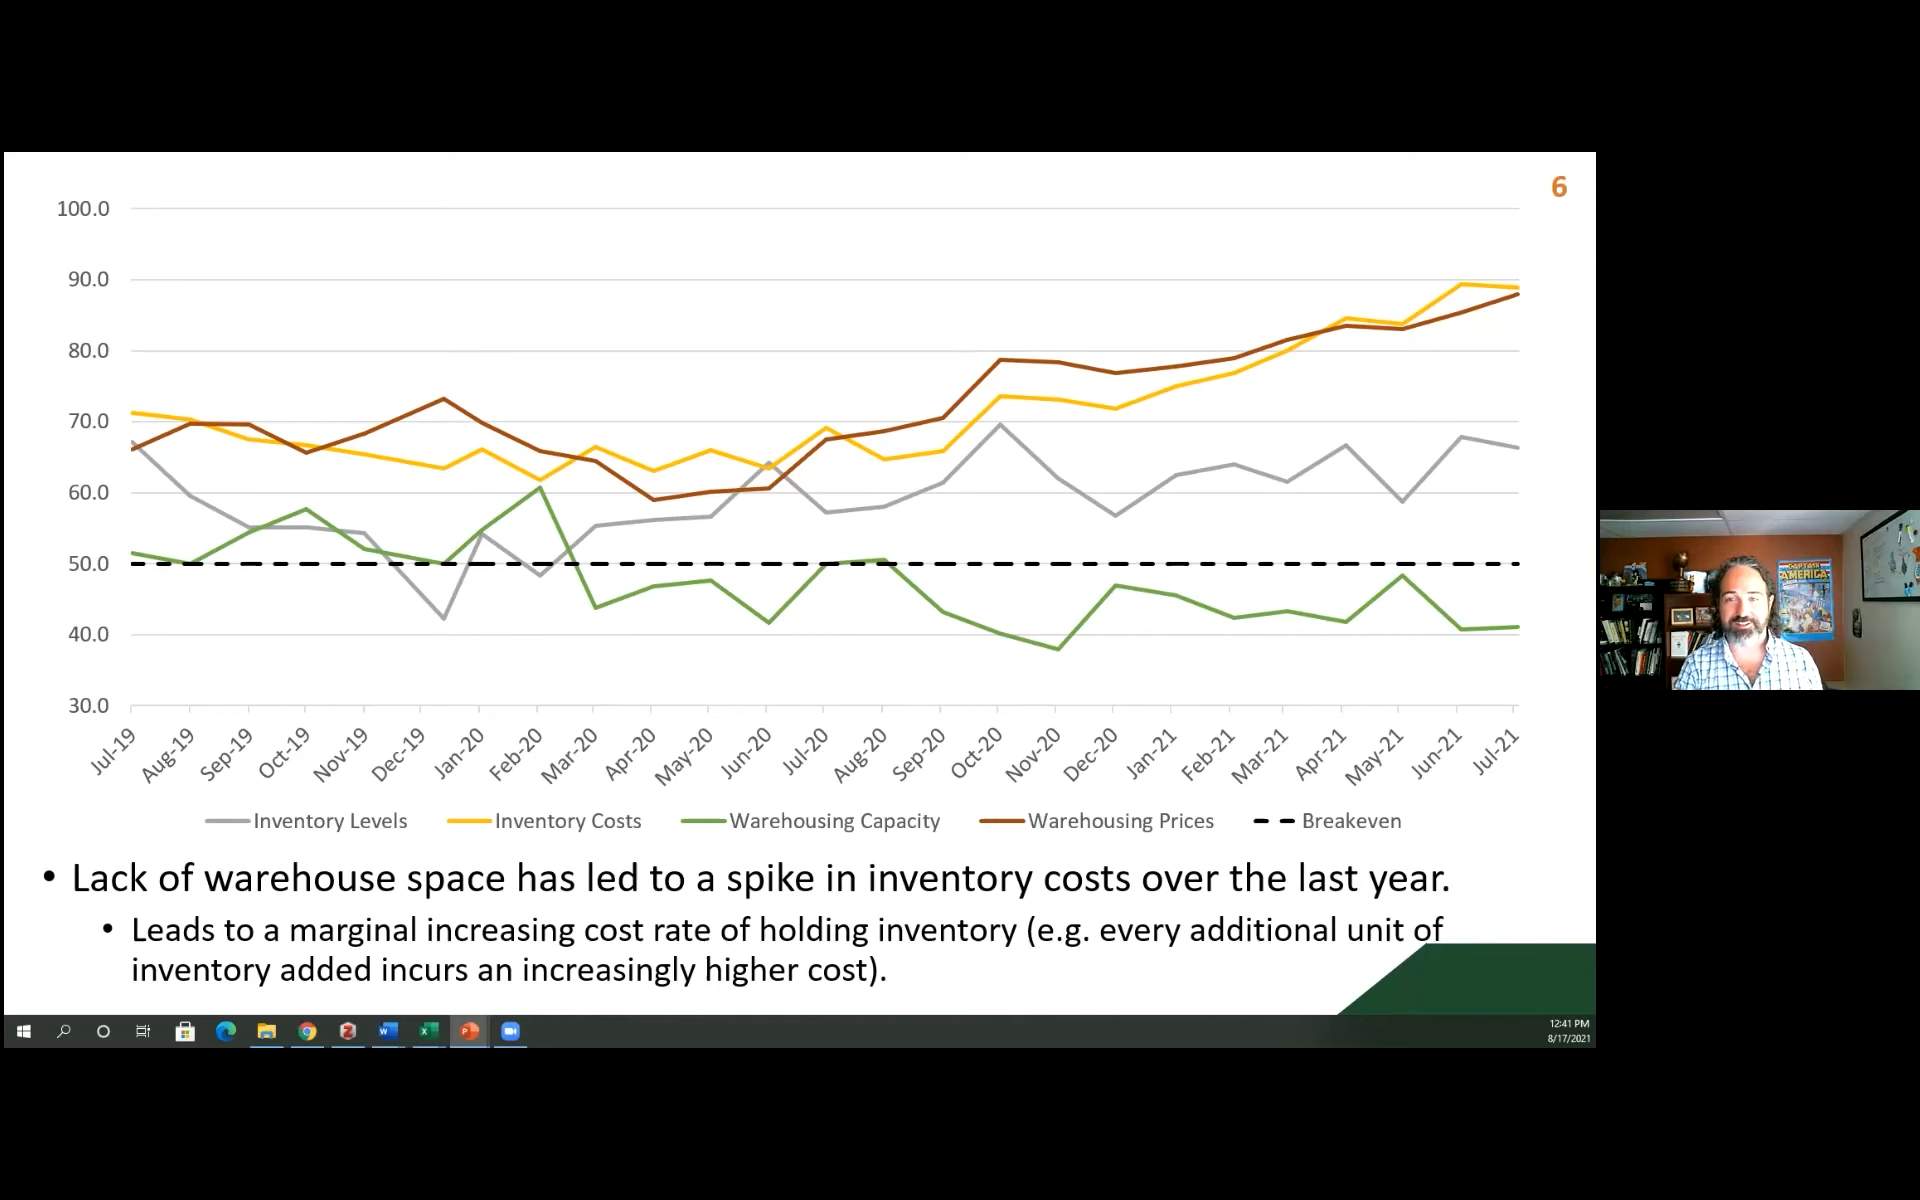 6
100.0
90.0
80.0
70.0
60.0
50.0
40.0
30.0
Jul-19 Aug-19 Sep-19 Oct-19 Nov-19 Dec-19 Jan-20 Feb-20 Mar-20 Apr-20 May-20 Jun-20 Jul-20 Aug-20 Sep-20 Oct-20 Nov-20 Dec-20 Jan-21 Feb-21 Mar-21 Apr-21 May-21 Jun-21 Jul-21
Inventory Levels Inventory Costs Warehousing Capacity Warehousing Prices Breakeven
• Lack of warehouse space has led to a spike in inventory costs over the last year.
• Leads to a marginal increasing cost rate of holding inventory (e.g. every additional unit of
inventory added incurs an increasingly higher cost).
12:41 PM
8/17/2021
CAPTAIN
AMERICA